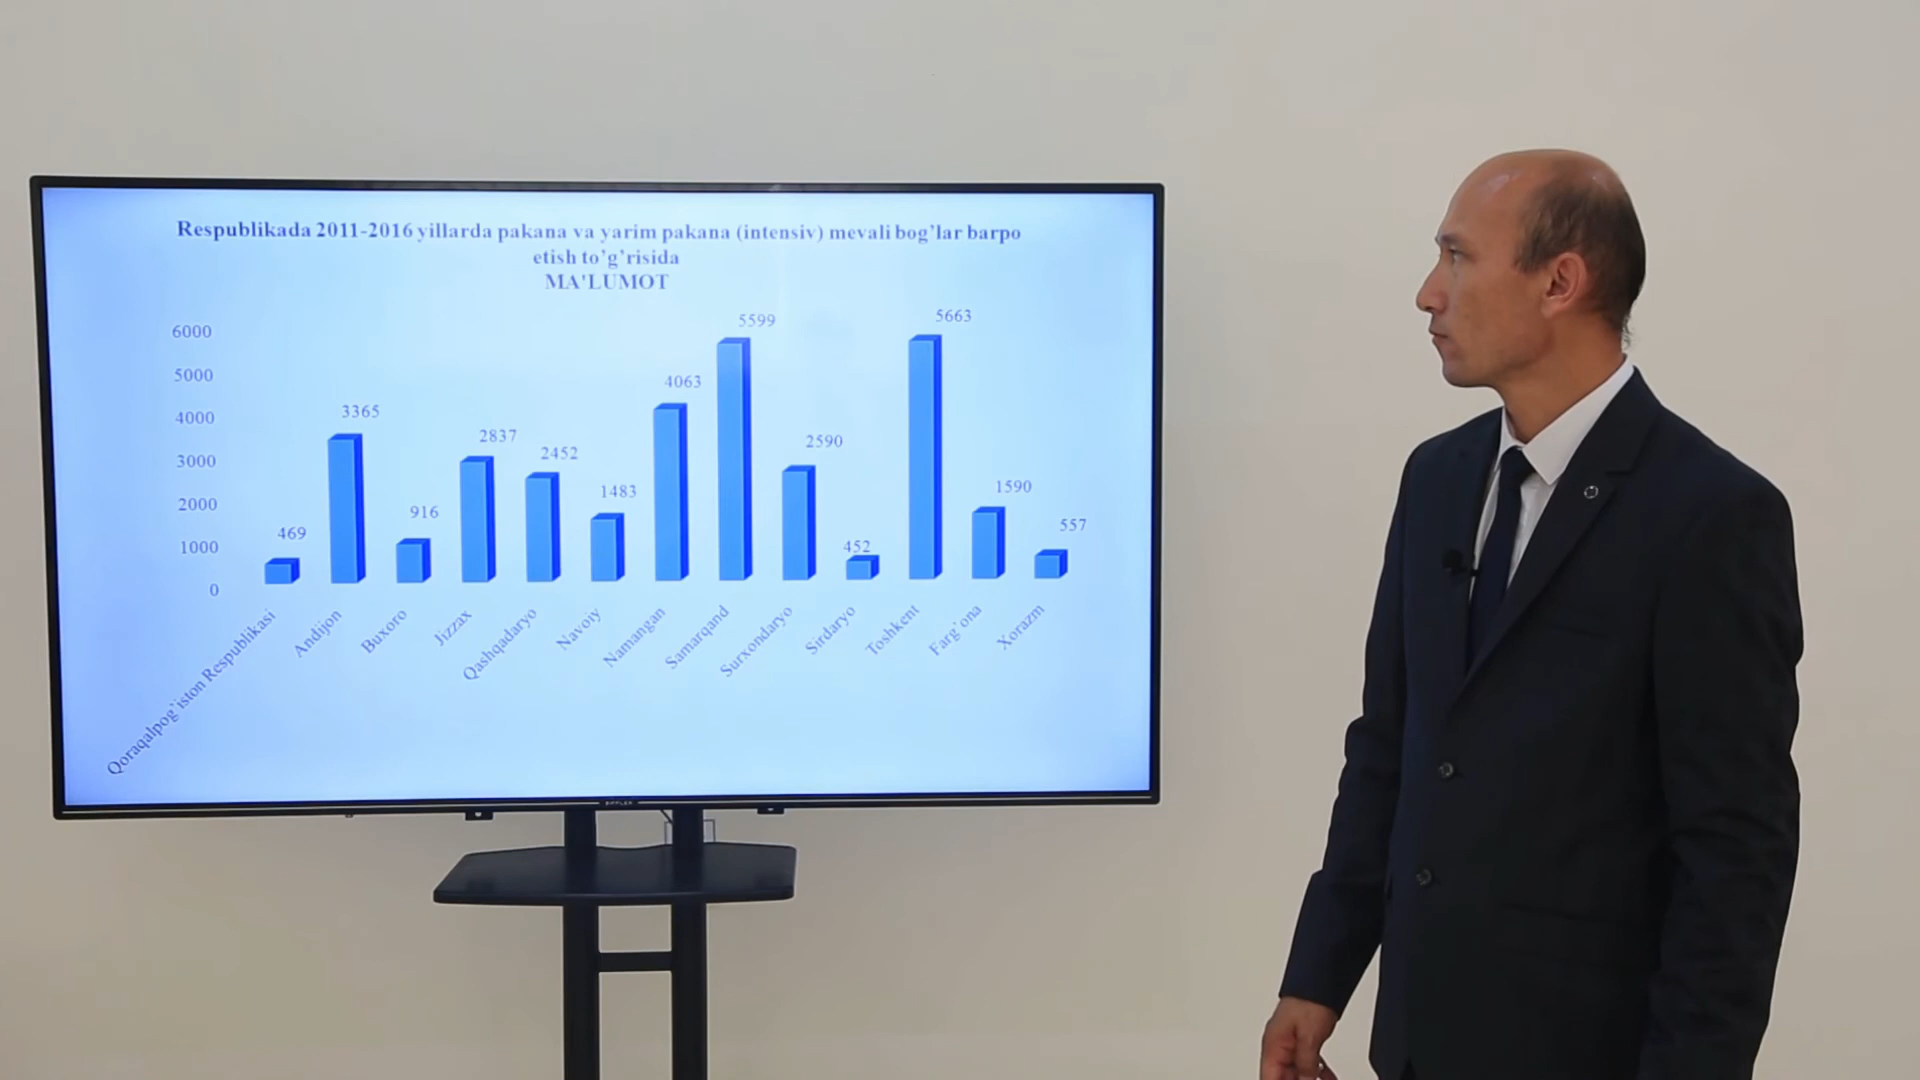 Respublikada 2011-2016 yillarda pakana va yarim pakana (intensiv) mevali bog’lar barpo
etish to’g’risida
MA'LUMOT
6000
5000
4000
3000
2000
1000
0
469
3365
916
2837
2452
1483
4063
5599
2590
452
5663
1590
557
Qoraqalpog’iston Respublikasi
Andijon
Buxoro
Jizzax
Qashqadaryo
Navoiy
Namangan
Samarqand
Surxondaryo
Sirdaryo
Toshkent
Farg’ona
Xorazm